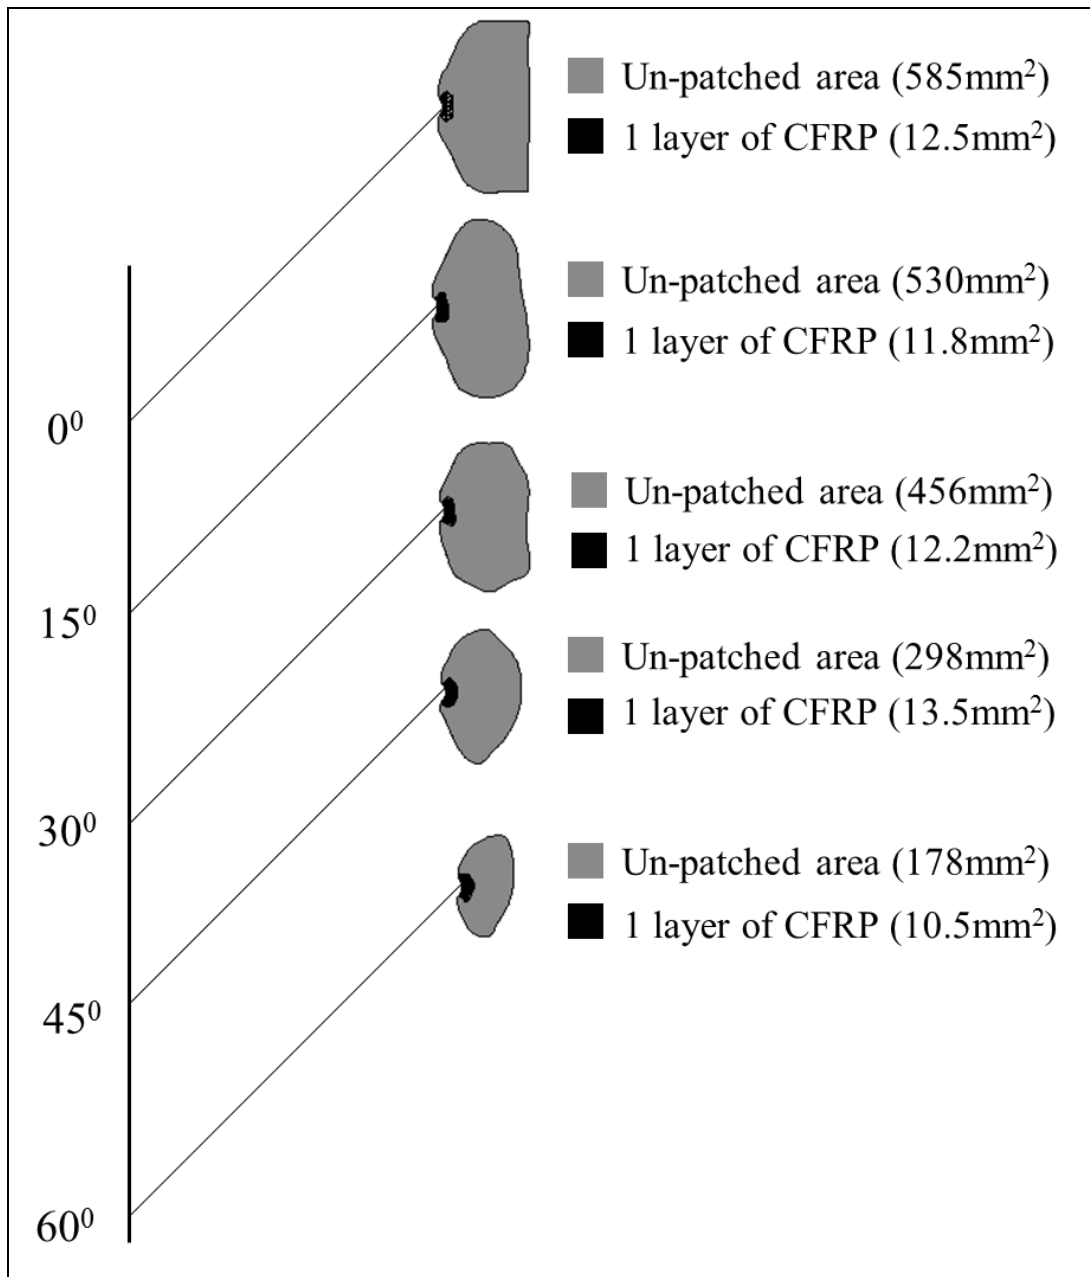 Un-patched area (585mm²)
1 layer of CFRP (12.5mm²)
Un-patched area (530mm²)
1 layer of CFRP (11.8mm²)
0⁰
Un-patched area (456mm²)
1 layer of CFRP (12.2mm²)
15⁰
Un-patched area (298mm²)
1 layer of CFRP (13.5mm²)
30⁰
Un-patched area (178mm²)
1 layer of CFRP (10.5mm²)
45⁰
60⁰